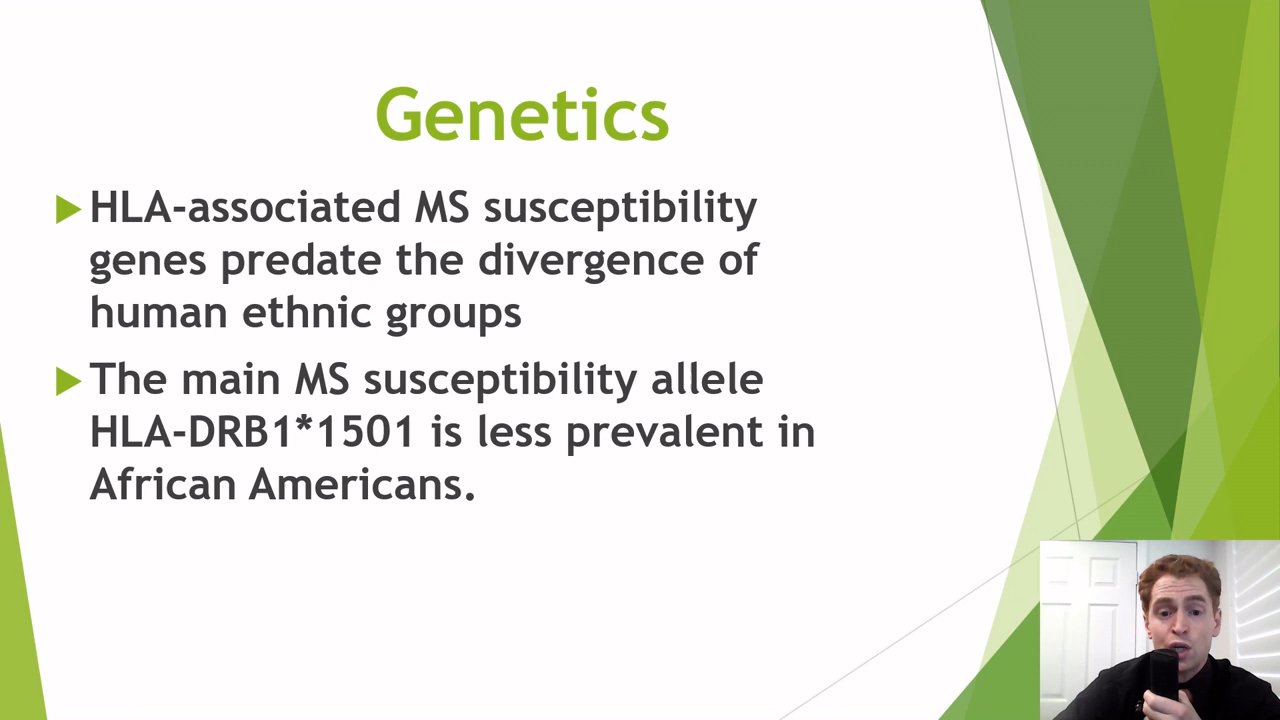 Genetics
HLA-associated MS susceptibility
genes predate the divergence of
human ethnic groups
The main MS susceptibility allele
HLA-DRB1*1501 is less prevalent in
African Americans.